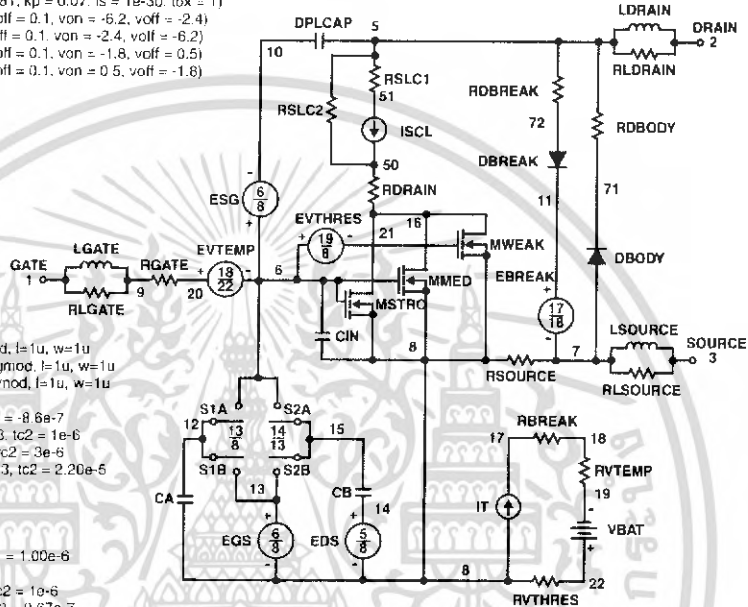 kp = 0.07, is = 1e-30, tox = 1)
off = 0.1, von = -6.2, voff = -2.4)
off = 0.1, von = -2.4, voff = -6.2)
off = 0.1, von = -1.8, voff = 0.5)
off = 0.1, von = 0.5, voff = -1.8)
DPLCAP
5
LDRAIN
DRAIN
2
10
RLDRAIN
RSLC1
51
RSLC2
ISCL
RDBREAK
72
RDBODY
DBREAK
71
50
RDRAIN
11
ESG
6
8
EVTHRES
19
8
21
16
MWEAK
LGATE
EVTEMP
GATE
1
RGATE
18
22
6
MMED
EBREAK
DBODY
9
20
RLGATE
MSTRO
17
18
CIN
8
LSOURCE
SOURCE
3
7
RSOURCE
RLSOURCE
l=1u, w=1u
l=1u, w=1u
l=1u, w=1u
= -8.6e-7
tc2 = 1e-6
tc2 = 3e-6
tc2 = 2.20e-5
= 1.00e-6
tc2 = 1e-6
S1A
S2A
12
13
8
14
13
15
S1B
S2B
13
CA
CB
14
EGS
6
8
EDS
5
8
RBREAK
17
18
RVTEMP
19
IT
VBAT
8
22
RVTHRES